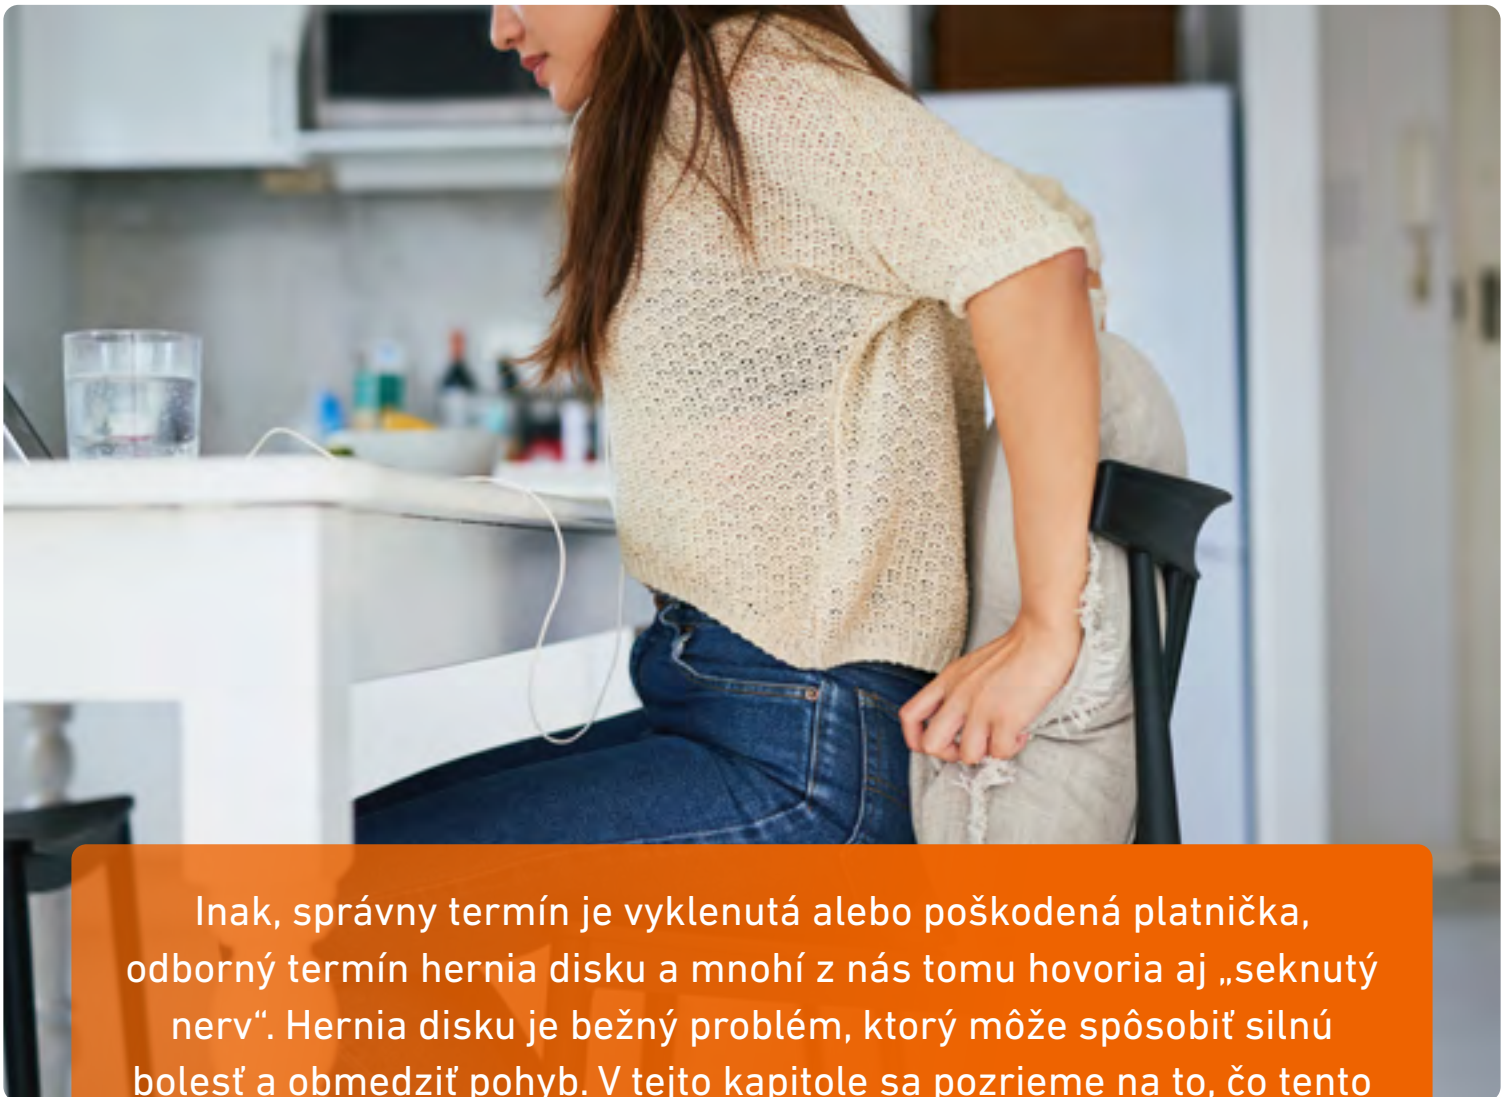 Inak, správny termín je vyklenutá alebo poškodená platnička,
odborný termín hernia disku a mnohí z nás tomu hovoria aj „seknutý
nerv“. Hernia disku je bežný problém, ktorý môže spôsobiť silnú
bolesť a obmedziť pohyb. V tejto kapitole sa pozrieme na to, čo tento